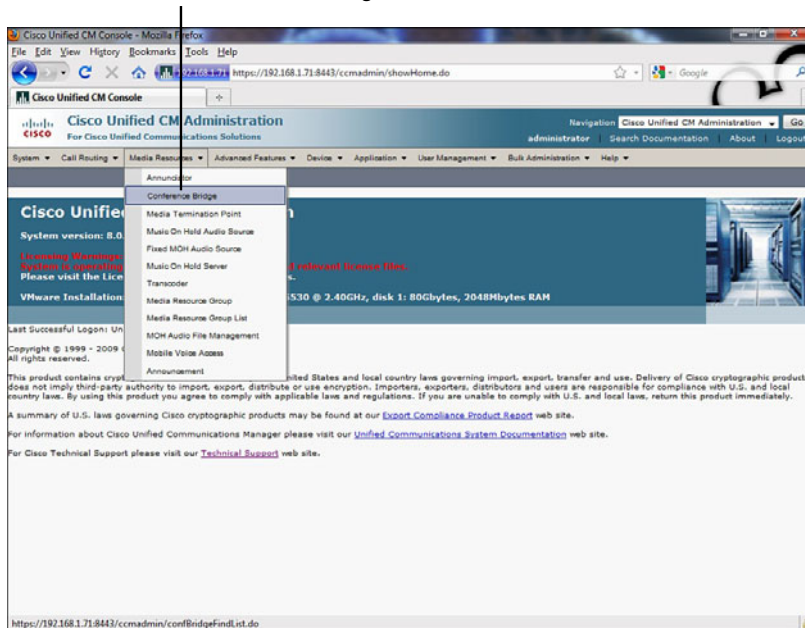 Cisco Unified CM Console - Mozilla Firefox
File Edit View History Bookmarks Tools Help
192.168.1.71 https://192.168.1.71:8443/ccmadmin/showHome.do
Google
Cisco Unified CM Console
cisco
Cisco Unified CM Administration
For Cisco Unified Communications Solutions
Navigation Cisco Unified CM Administration Go
administrator Search Documentation About Logout
System Call Routing Media Resources Advanced Features Device Application User Management Bulk Administration Help
Annunciator
Conference Bridge
Media Termination Point
Music On Hold Audio Source
Fixed MOH Audio Source
Music On Hold Server
Transcoder
Media Resource Group
Media Resource Group List
MOH Audio File Management
Mobile Voice Access
Announcement
Cisco Unifie n
System version: 8.0.
Licensing Warnings:
System is operating d relevant license files.
Please visit the Lice s.
VMware Installation: 5530 @ 2.40GHz, disk 1: 80Gbytes, 2048Mbytes RAM
Last Successful Logon: Un
Copyright © 1999 - 2009
All rights reserved.
This product contains crypt nited States and local country laws governing import, export, transfer and use. Delivery of Cisco cryptographic product
does not imply third-party authority to import, export, distribute or use encryption. Importers, exporters, distributors and users are responsible for compliance with U.S. and local
country laws. By using this product you agree to comply with applicable laws and regulations. If you are unable to comply with U.S. and local laws, return this product immediately.
A summary of U.S. laws governing Cisco cryptographic products may be found at our Export Compliance Product Report web site.
For information about Cisco Unified Communications Manager please visit our Unified Communications System Documentation web site.
For Cisco Technical Support please visit our Technical Support web site.
https://192.168.1.71:8443/ccmadmin/confBridgeFindList.do